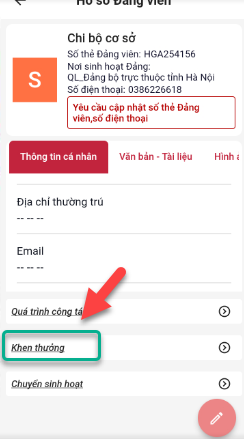 Hồ sơ Đảng viên
S
Chi bộ cơ sở
Số thẻ Đảng viên: HGA254156
Nơi sinh hoạt Đảng:
QL_Đảng bộ trực thuộc tỉnh Hà Nội
Số điện thoại: 0386226618
Yêu cầu cập nhật số thẻ Đảng
viên,số điện thoại
Thông tin cá nhân Văn bản - Tài liệu Hình
Địa chỉ thường trú
-- -- --
Email
-- -- --
Quá trình công
Khen thưởng
Chuyển sinh hoạt